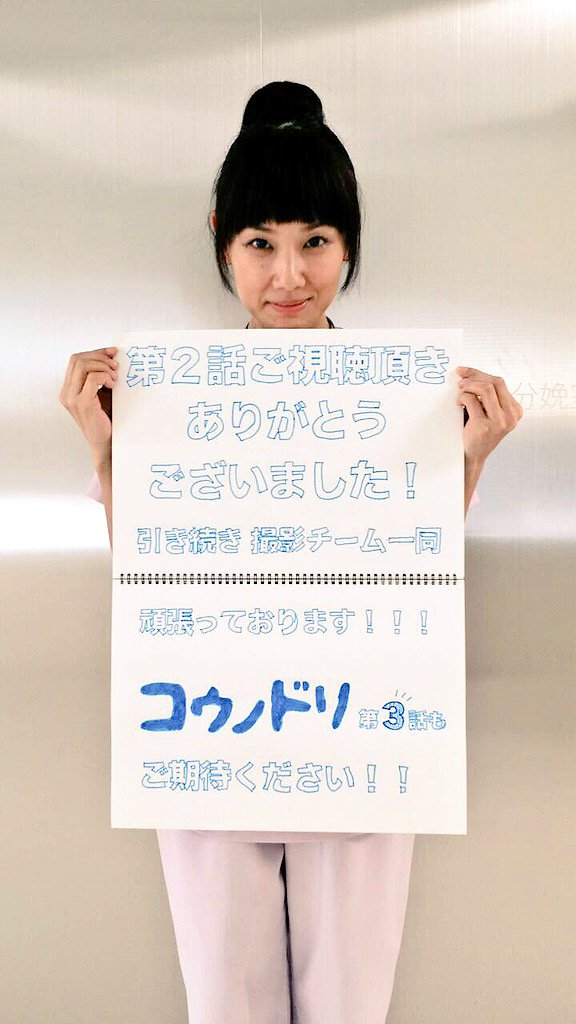 第2話ご視聴頂き
ありがとう
ございました！
引き続き 撮影チーム一同
頑張っております！！！
コウノドリ 第3話も
ご期待ください！！
分娩